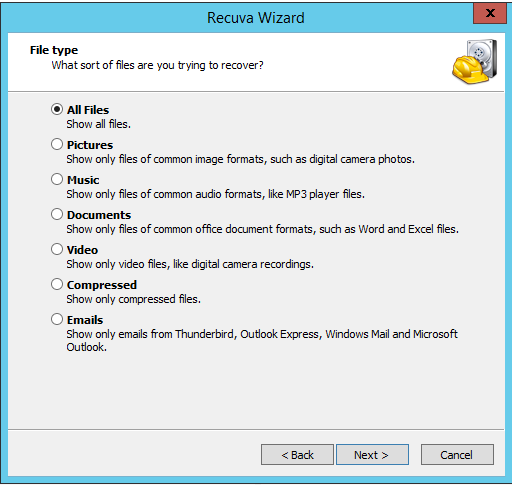 Recuva Wizard
x
File type
What sort of files are you trying to recover?
All Files
Show all files.
Pictures
Show only files of common image formats, such as digital camera photos.
Music
Show only files of common audio formats, like MP3 player files.
Documents
Show only files of common office document formats, such as Word and Excel files.
Video
Show only video files, like digital camera recordings.
Compressed
Show only compressed files.
Emails
Show only emails from Thunderbird, Outlook Express, Windows Mail and Microsoft
Outlook.
< Back Next > Cancel